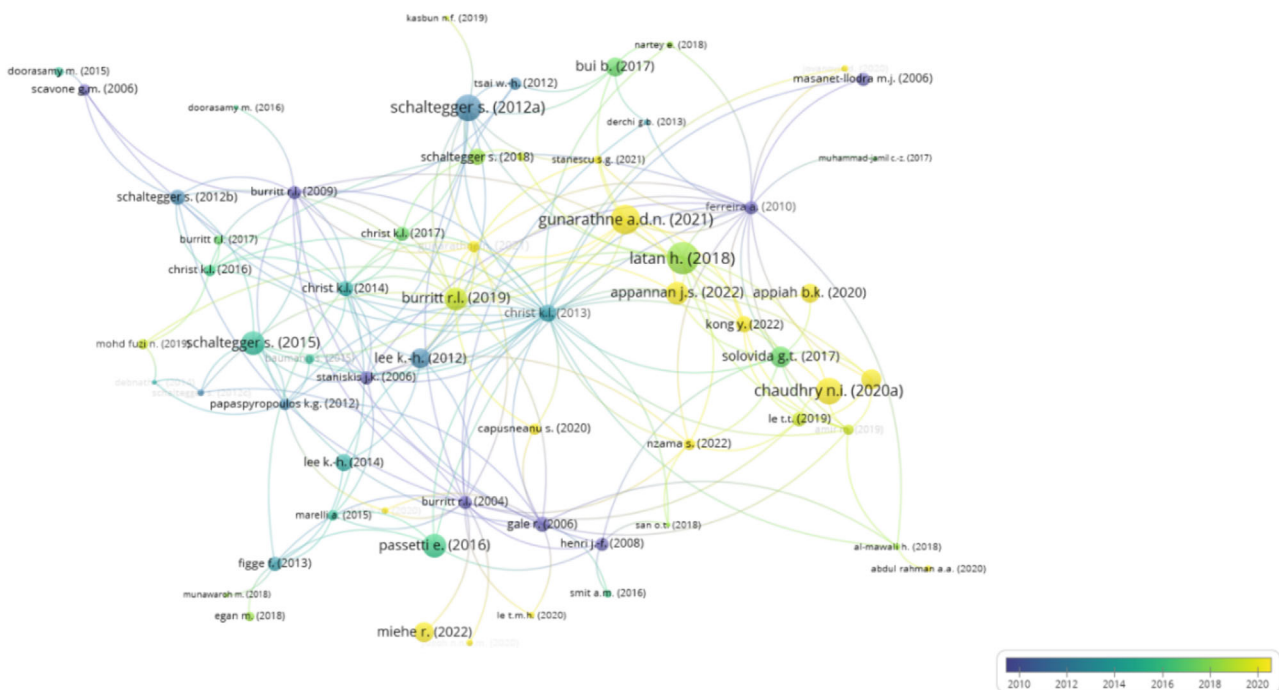 kasbun n.f. (2019)
nartey e. (2018)
bui b. (2017)
doorasamy m. (2015)
masanet-llodra m.j. (2006)
tsai w.-h. (2012)
scavone g.m. (2006)
schaltegger s. (2012a)
doorasamy m. (2016)
derchi g.b. (2013)
schaltegger s. (2018)
stanescu s.g. (2021)
muhammad-jamil c.-z. (2017)
burritt r.l. (2009)
schaltegger s. (2012b)
ferreira a. (2010)
gunarathne a.d.n. (2021)
christ k.l. (2017)
burritt r.l. (2017)
latan h. (2018)
christ k.l. (2016)
christ k.l. (2014)
appannan j.s. (2022)
appiah b.k. (2020)
burritt r.l. (2019)
christ k.l. (2013)
kong y. (2022)
mohd fuzi n. (2019)
schaltegger s. (2015)
lee k.-h. (2012)
solovida g.t. (2017)
staniskis j.k. (2006)
chaudhry n.i. (2020a)
papaspyropoulos k.g. (2012)
le t.t. (2019)
capusneanu s. (2020)
nzama s. (2022)
lee k.-h. (2014)
burritt r.l. (2004)
marelli a. (2015)
gale r. (2006)
san o.t. (2018)
passetti e. (2016)
henri j.-f. (2008)
al-mawali h. (2018)
figge f. (2013)
abdul rahman a.a. (2020)
munawaroh m. (2018)
smit a.m. (2016)
egan m. (2018)
le t.m.h. (2020)
miehe r. (2022)
2010 2012 2014 2016 2018 2020